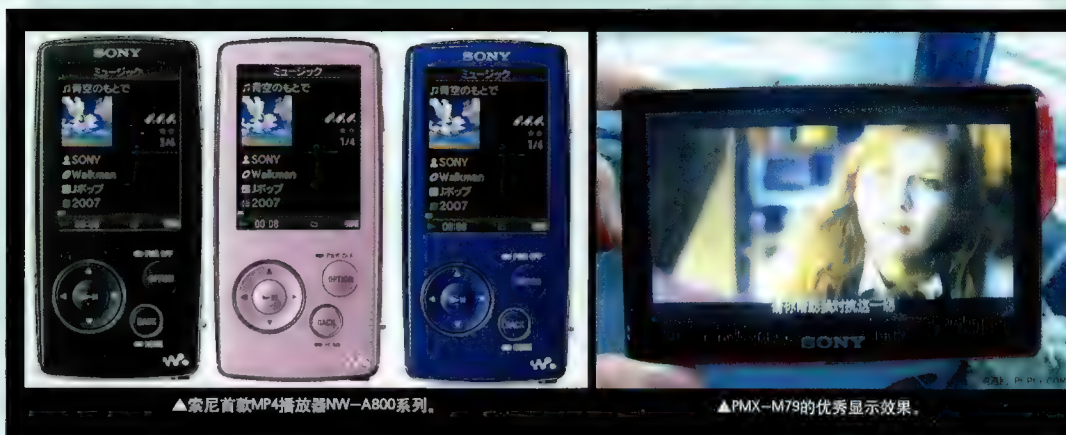 SONY
ミュージック
♫青空のもとで
3/4
SONY
Walkman
Jポップ
2007
ミュージック
♫青空のもとで
1/4
SONY
Walkman
Jポップ
2007
00:08
OPTION
BACK
SONY
ミュージック
♫青空のもとで
1/4
SONY
Walkman
Jポップ
2007
BACK
SONY
▲索尼首款MP4播放器NW-A800系列。
▲PMX-M79的优秀显示效果。